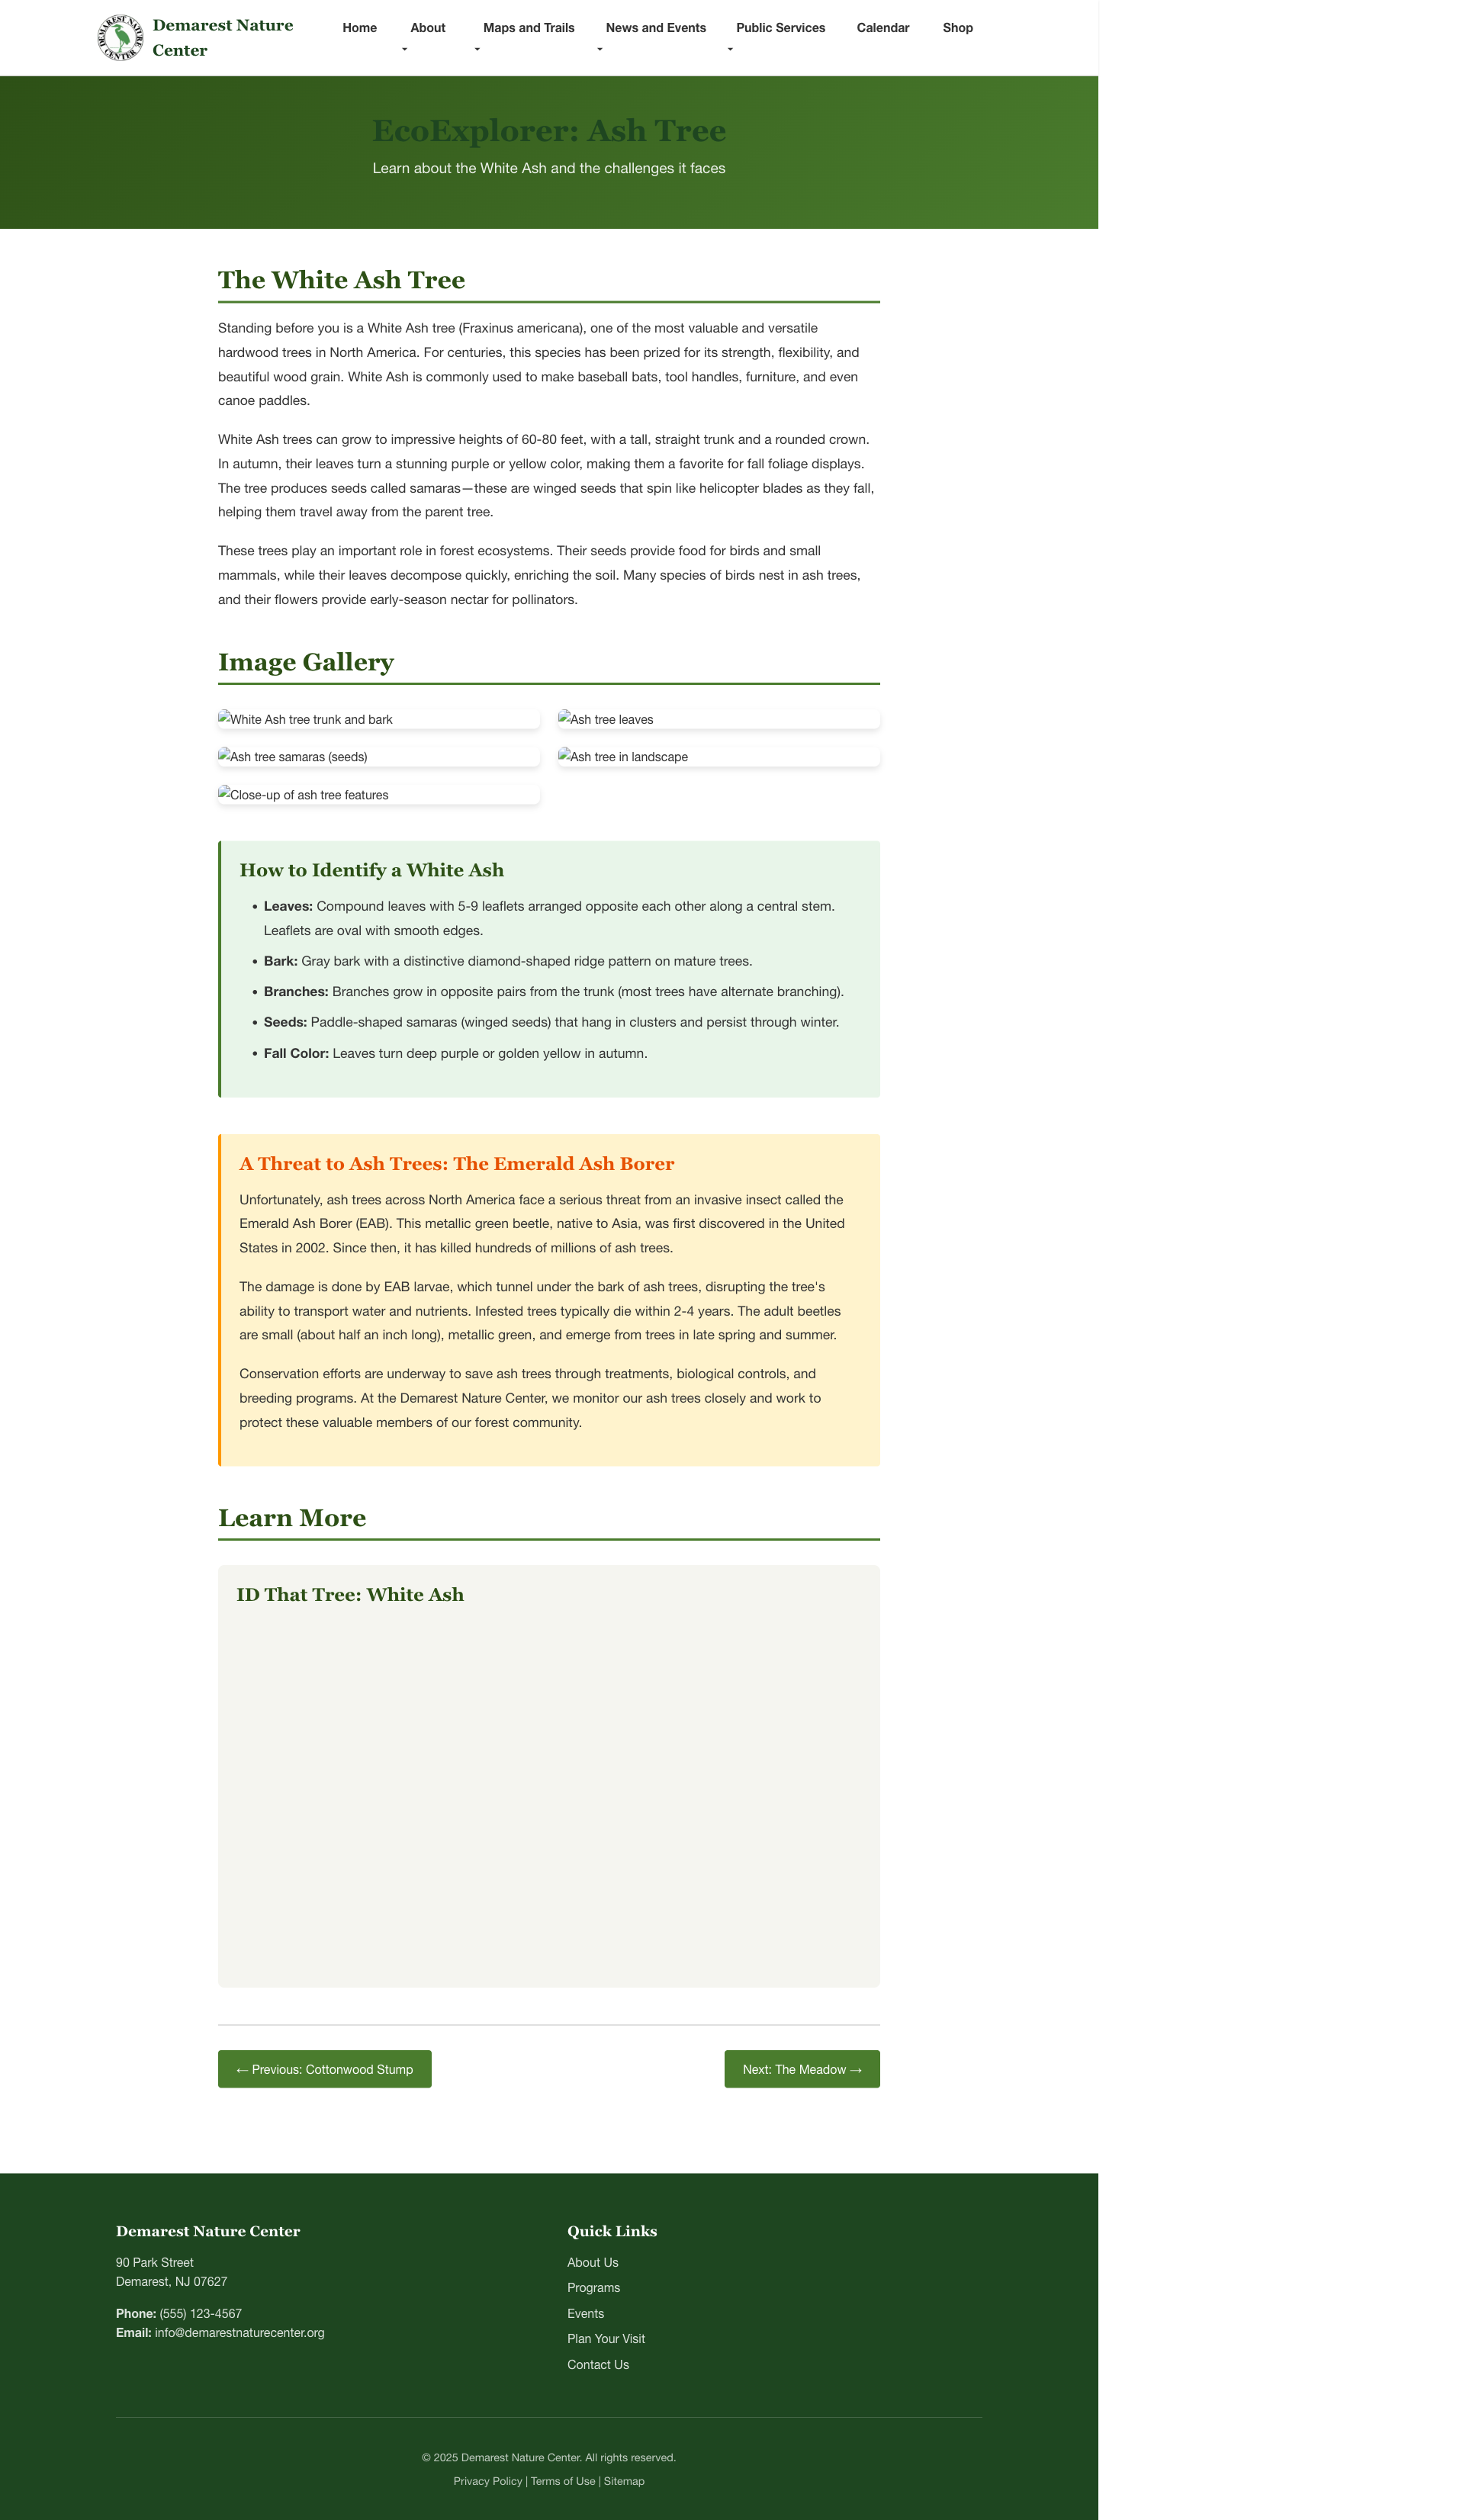 DEMAREST NATURE CENTER
Demarest Nature
Center
Home
About
Maps and Trails
News and Events
Public Services
Calendar
Shop
EcoExplorer: Ash Tree
Learn about the White Ash and the challenges it faces
The White Ash Tree
Standing before you is a White Ash tree (Fraxinus americana), one of the most valuable and versatile
hardwood trees in North America. For centuries, this species has been prized for its strength, flexibility, and
beautiful wood grain. White Ash is commonly used to make baseball bats, tool handles, furniture, and even
canoe paddles.
White Ash trees can grow to impressive heights of 60-80 feet, with a tall, straight trunk and a rounded crown.
In autumn, their leaves turn a stunning purple or yellow color, making them a favorite for fall foliage displays.
The tree produces seeds called samaras—these are winged seeds that spin like helicopter blades as they fall,
helping them travel away from the parent tree.
These trees play an important role in forest ecosystems. Their seeds provide food for birds and small
mammals, while their leaves decompose quickly, enriching the soil. Many species of birds nest in ash trees,
and their flowers provide early-season nectar for pollinators.
Image Gallery
White Ash tree trunk and bark
Ash tree leaves
Ash tree samaras (seeds)
Ash tree in landscape
Close-up of ash tree features
How to Identify a White Ash
• Leaves: Compound leaves with 5-9 leaflets arranged opposite each other along a central stem.
Leaflets are oval with smooth edges.
• Bark: Gray bark with a distinctive diamond-shaped ridge pattern on mature trees.
• Branches: Branches grow in opposite pairs from the trunk (most trees have alternate branching).
• Seeds: Paddle-shaped samaras (winged seeds) that hang in clusters and persist through winter.
• Fall Color: Leaves turn deep purple or golden yellow in autumn.
A Threat to Ash Trees: The Emerald Ash Borer
Unfortunately, ash trees across North America face a serious threat from an invasive insect called the
Emerald Ash Borer (EAB). This metallic green beetle, native to Asia, was first discovered in the United
States in 2002. Since then, it has killed hundreds of millions of ash trees.
The damage is done by EAB larvae, which tunnel under the bark of ash trees, disrupting the tree's
ability to transport water and nutrients. Infested trees typically die within 2-4 years. The adult beetles
are small (about half an inch long), metallic green, and emerge from trees in late spring and summer.
Conservation efforts are underway to save ash trees through treatments, biological controls, and
breeding programs. At the Demarest Nature Center, we monitor our ash trees closely and work to
protect these valuable members of our forest community.
Learn More
ID That Tree: White Ash
← Previous: Cottonwood Stump
Next: The Meadow →
Demarest Nature Center
90 Park Street
Demarest, NJ 07627
Phone: (555) 123-4567
Email: info@demarestnaturecenter.org
Quick Links
About Us
Programs
Events
Plan Your Visit
Contact Us
© 2025 Demarest Nature Center. All rights reserved.
Privacy Policy | Terms of Use | Sitemap